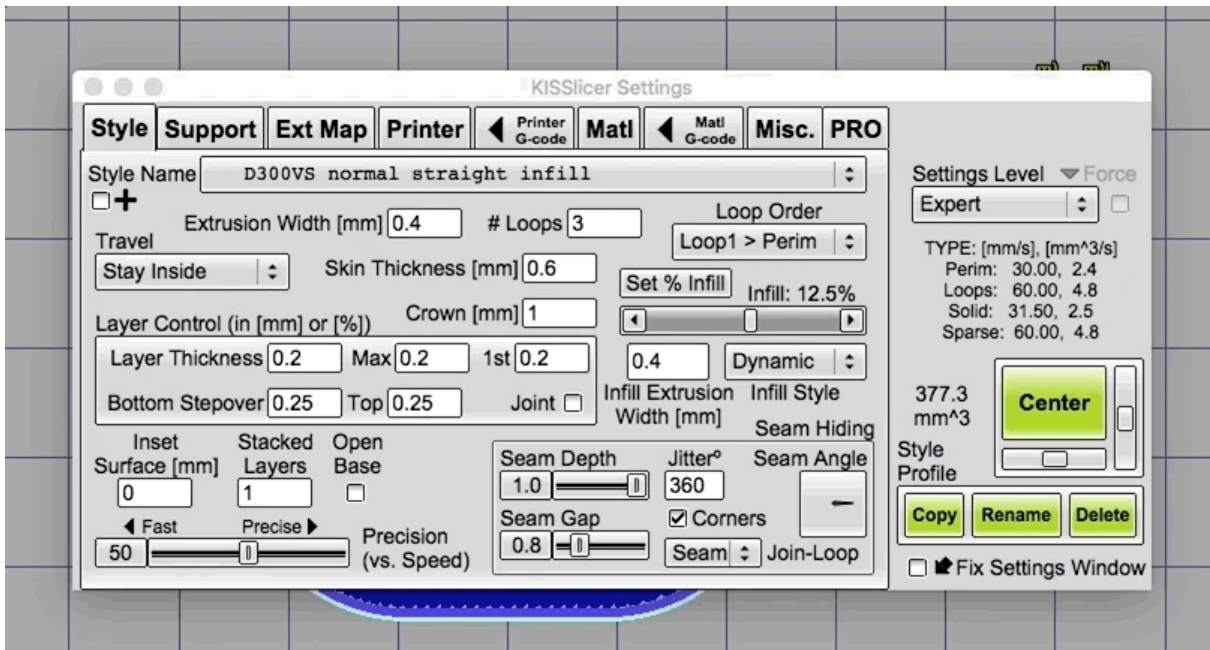 KISSlicer Settings
Style Support Ext Map Printer Printer G-code Matl Matl G-code Misc. PRO
Style Name D300VS normal straight infill
Settings Level Force
Expert
Extrusion Width [mm] 0.4 # Loops 3 Loop Order
Loop1 > Perim
Travel
Stay Inside Skin Thickness [mm] 0.6
Set % Infill Infill: 12.5%
TYPE: [mm/s], [mm^3/s]
Perim: 30.00, 2.4
Loops: 60.00, 4.8
Solid: 31.50, 2.5
Sparse: 60.00, 4.8
Crown [mm] 1
Layer Control (in [mm] or [%])
Layer Thickness 0.2 Max 0.2 1st 0.2
Bottom Stepover 0.25 Top 0.25 Joint
0.4 Dynamic
Infill Extrusion Width [mm] Infill Style
377.3 mm^3
Center
Inset Surface [mm] Stacked Layers Open Base
0 1
Fast Precise
50 Precision (vs. Speed)
Seam Hiding
Seam Depth Jitterº Seam Angle
1.0 360
Seam Gap Corners
0.8 Seam Join-Loop
Style Profile
Copy Rename Delete
Fix Settings Window